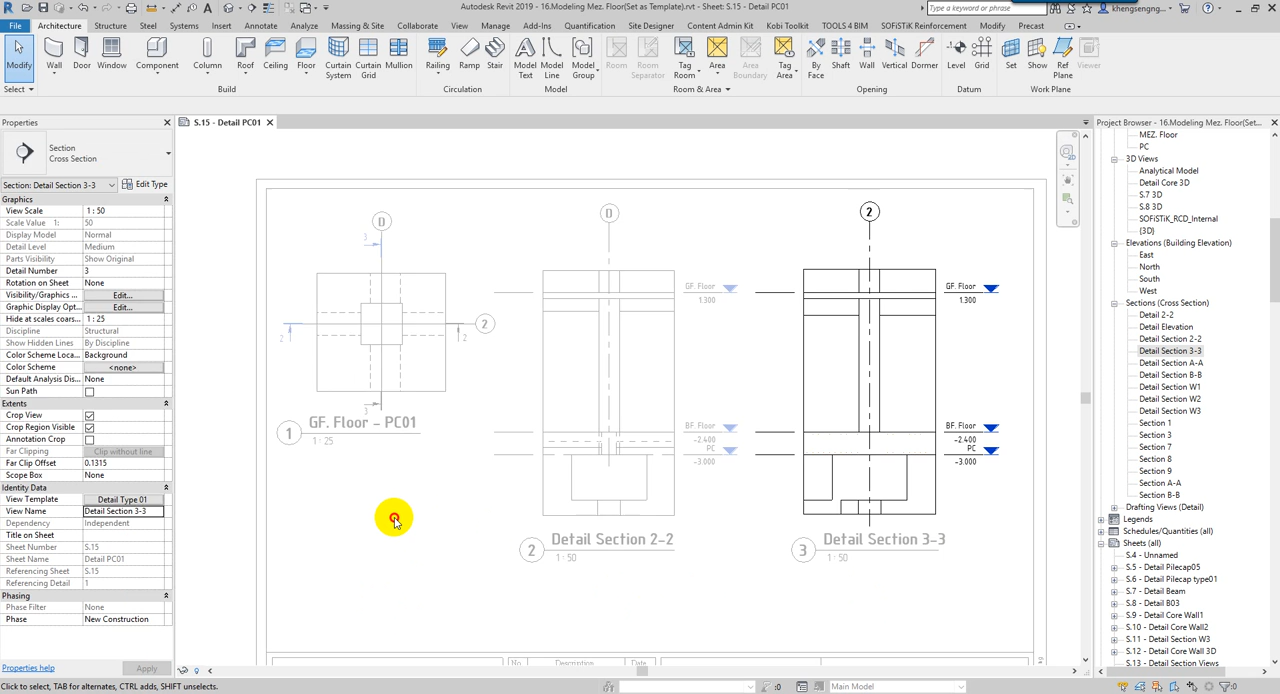 Autodesk Revit 2019 - 16.Modeling Mez. Floor(Set as Template).rvt - Sheet: S.15 - Detail PC01
Type a keyword or phrase
khengsengng...
File
Architecture
Structure
Steel
Systems
Insert
Annotate
Analyze
Massing & Site
Collaborate
View
Manage
Add-Ins
Quantification
Site Designer
Content Admin Kit
Kobi Toolkit
TOOLS 4 BIM
SOFiSTiK Reinforcement
Modify
Precast
Modify
Wall
Door
Window
Component
Column
Roof
Ceiling
Floor
Curtain System
Curtain Grid
Mullion
Railing
Ramp
Stair
Model Text
Model Line
Model Group
Room
Room Separator
Tag Room
Area
Area Boundary
Tag Area
By Face
Shaft
Wall
Vertical
Dormer
Level
Grid
Set
Show
Ref Plane
Viewer
Select
Build
Circulation
Model
Room & Area
Opening
Datum
Work Plane
Properties
S.15 - Detail PC01
Project Browser - 16.Modeling Mez. Floor(Set...
Section
Cross Section
Section: Detail Section 3-3
Edit Type
Graphics
View Scale 1 : 50
Scale Value 1: 50
Display Model Normal
Detail Level Medium
Parts Visibility Show Original
Detail Number 3
Rotation on Sheet None
Visibility/Graphics ... Edit...
Graphic Display Opt... Edit...
Hide at scales coars... 1 : 25
Discipline Structural
Show Hidden Lines By Discipline
Color Scheme Loca... Background
Color Scheme <none>
Default Analysis Dis... None
Sun Path
Extents
Crop View
Crop Region Visible
Annotation Crop
Far Clipping Clip without line
Far Clip Offset 0.1315
Scope Box None
Identity Data
View Template Detail Type 01
View Name Detail Section 3-3
Dependency Independent
Title on Sheet
Sheet Number S.15
Sheet Name Detail PC01
Referencing Sheet S.15
Referencing Detail 1
Phasing
Phase Filter None
Phase New Construction
Properties help
Apply
D
3
2
2
2
3
1
GF. Floor - PC01
1 : 25
D
GF. Floor
1.300
BF. Floor
-2.400
PC
-3.000
2
Detail Section 2-2
1 : 50
2
GF. Floor
1.300
BF. Floor
-2.400
PC
-3.000
3
Detail Section 3-3
1 : 50
No
Description
Date
MEZ. Floor
PC
3D Views
Analytical Model
Detail Core 3D
S.7 3D
S.8 3D
SOFiSTiK_RCD_Internal
{3D}
Elevations (Building Elevation)
East
North
South
West
Sections (Cross Section)
Detail 2-2
Detail Elevation
Detail Section 2-2
Detail Section 3-3
Detail Section A-A
Detail Section B-B
Detail Section W1
Detail Section W2
Detail Section W3
Section 1
Section 3
Section 7
Section 8
Section 9
Section A-A
Section B-B
Drafting Views (Detail)
Legends
Schedules/Quantities (all)
Sheets (all)
S.4 - Unnamed
S.5 - Detail Pilecap05
S.6 - Detail Pilecap type01
S.7 - Detail Beam
S.8 - Detail B03
S.9 - Detail Core Wall1
S.10 - Detail Core Wall2
S.11 - Detail Section W3
S.12 - Detail Core Wall 3D
S.13 - Detail Section Views
Click to select, TAB for alternates, CTRL adds, SHIFT unselects.
:0
Main Model
:0